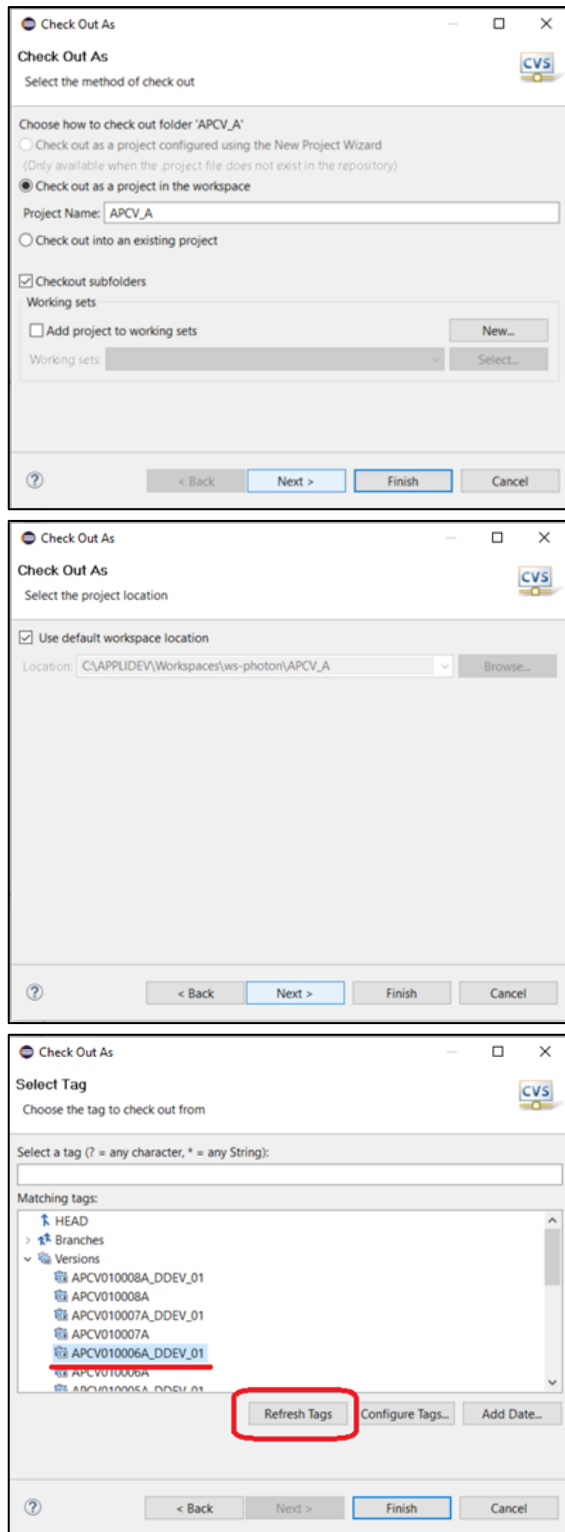 Check Out As
Check Out As
Select the method of check out
CVS
Choose how to check out folder 'APCV_A'
Check out as a project configured using the New Project Wizard
(Only available when the .project file does not exist in the repository)
Check out as a project in the workspace
Project Name: APCV_A
Check out into an existing project
Checkout subfolders
Working sets
Add project to working sets
New...
Working sets:
Select...
? < Back Next > Finish Cancel
Check Out As
Check Out As
Select the project location
CVS
Use default workspace location
Location: C:\APPLIDEV\Workspaces\ws-photon\APCV_A Browse...
? < Back Next > Finish Cancel
Check Out As
Select Tag
Choose the tag to check out from
CVS
Select a tag (? = any character, * = any String):
Matching tags:
HEAD
Branches
Versions
APCV010008A_DDEV_01
APCV010008A
APCV010007A_DDEV_01
APCV010007A
APCV010006A_DDEV_01
APCV010006A
APCV010005A_DDEV_01
Refresh Tags Configure Tags... Add Date...
? < Back Next > Finish Cancel